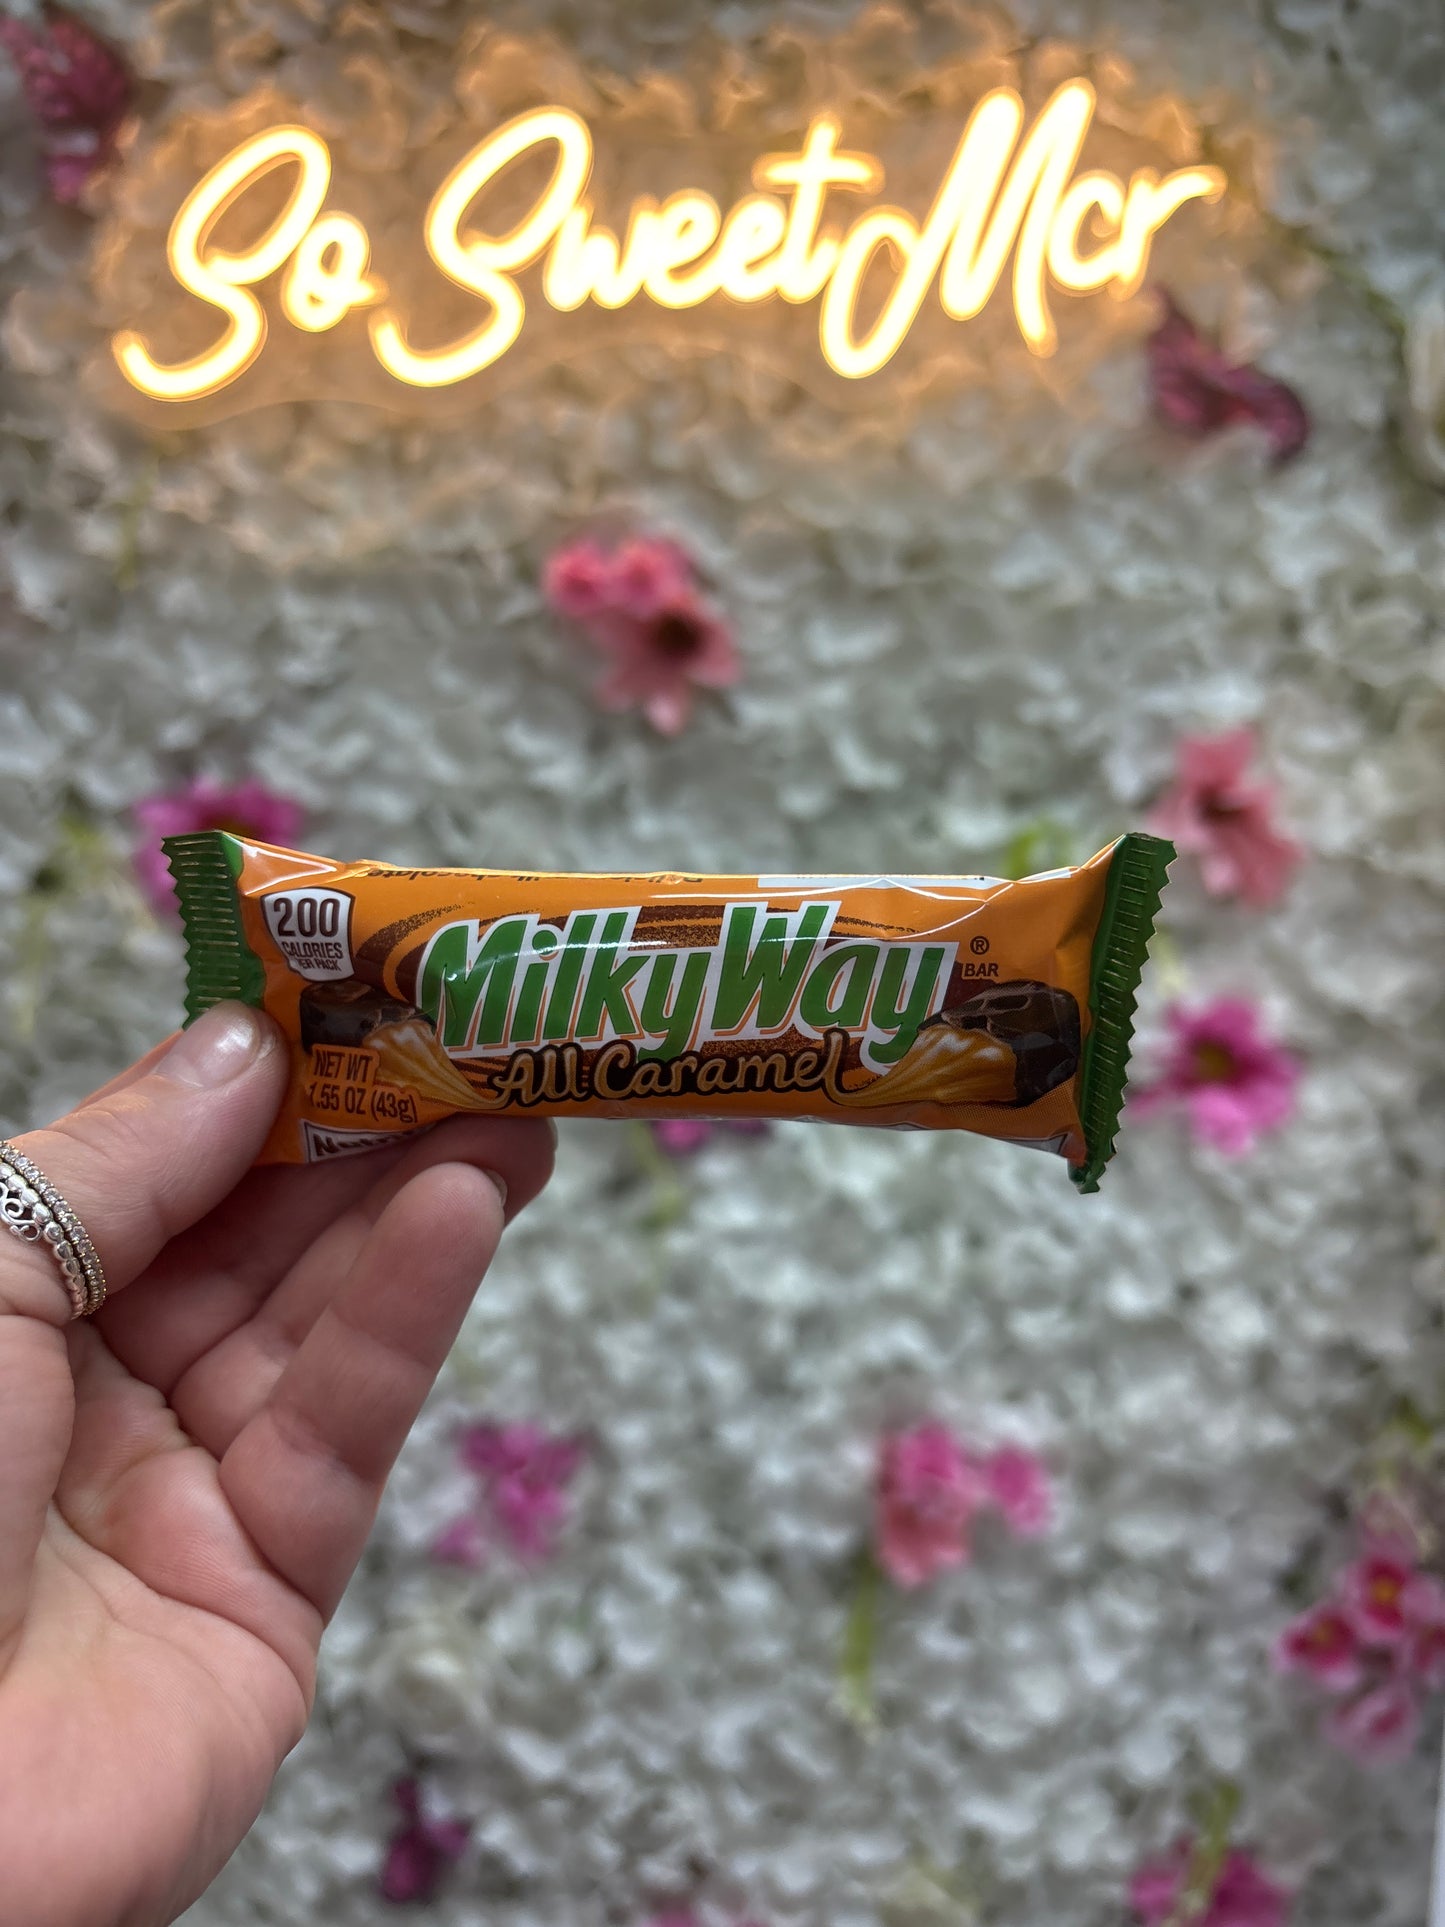 So Sweet Mcr
200
CALORIES
PER PACK
MilkyWay®
BAR
All Caramel
NET WT
1.55 OZ (43g)